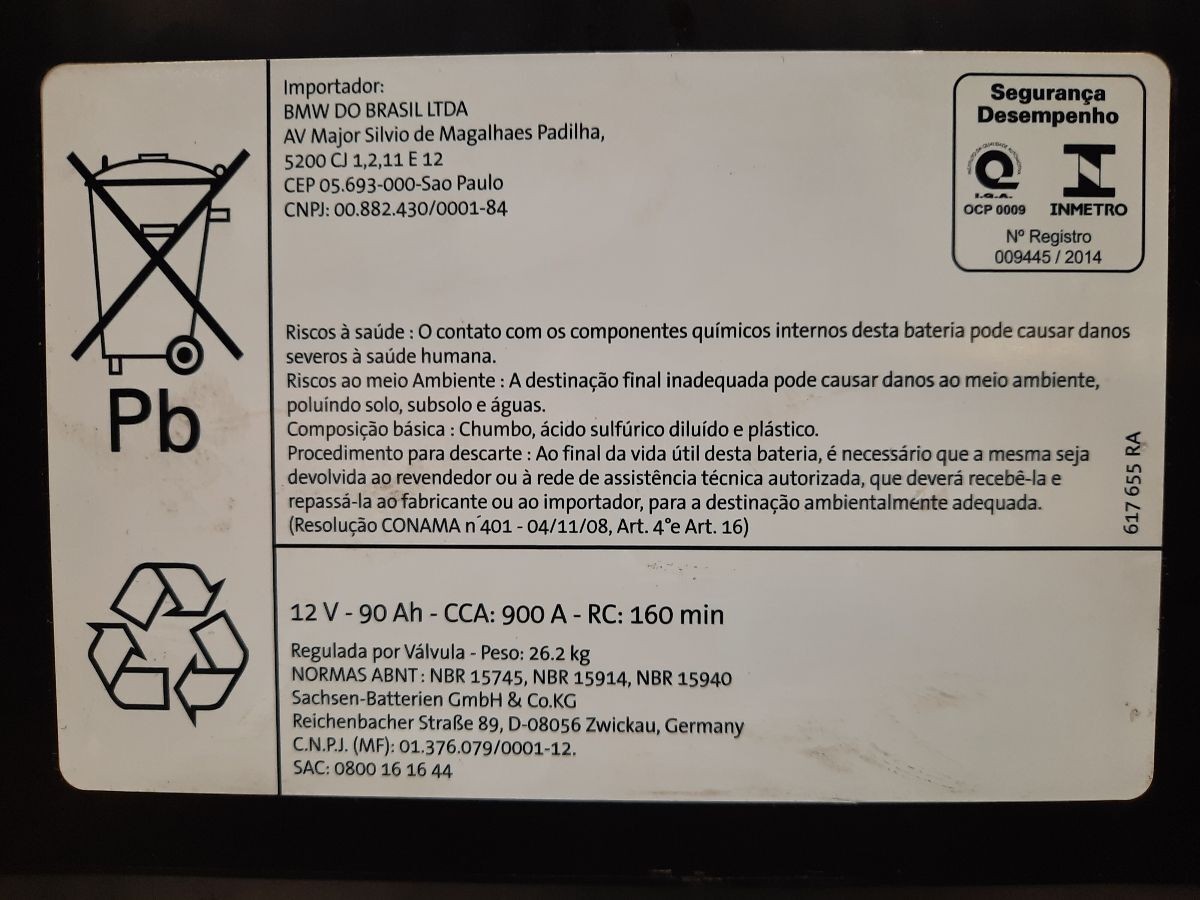 Importador:
BMW DO BRASIL LTDA
AV Major Silvio de Magalhaes Padilha,
5200 CJ 1,2,11 E 12
CEP 05.693-000-Sao Paulo
CNPJ: 00.882.430/0001-84
Segurança
Desempenho
INSTITUTO DA QUALIDADE AUTOMOTIVA
I.Q.A.
OCP 0009
INMETRO
Nº Registro
009445 / 2014
Pb
Riscos à saúde : O contato com os componentes químicos internos desta bateria pode causar danos
severos à saúde humana.
Riscos ao meio Ambiente : A destinação final inadequada pode causar danos ao meio ambiente,
poluíndo solo, subsolo e águas.
Composição básica : Chumbo, ácido sulfúrico diluído e plástico.
Procedimento para descarte : Ao final da vida útil desta bateria, é necessário que a mesma seja
devolvida ao revendedor ou à rede de assistência técnica autorizada, que deverá recebê-la e
repassá-la ao fabricante ou ao importador, para a destinação ambientalmente adequada.
(Resolução CONAMA n´401 - 04/11/08, Art. 4°e Art. 16)
617 655 RA
12 V - 90 Ah - CCA: 900 A - RC: 160 min
Regulada por Válvula - Peso: 26.2 kg
NORMAS ABNT : NBR 15745, NBR 15914, NBR 15940
Sachsen-Batterien GmbH & Co.KG
Reichenbacher Straße 89, D-08056 Zwickau, Germany
C.N.P.J. (MF): 01.376.079/0001-12.
SAC: 0800 16 16 44